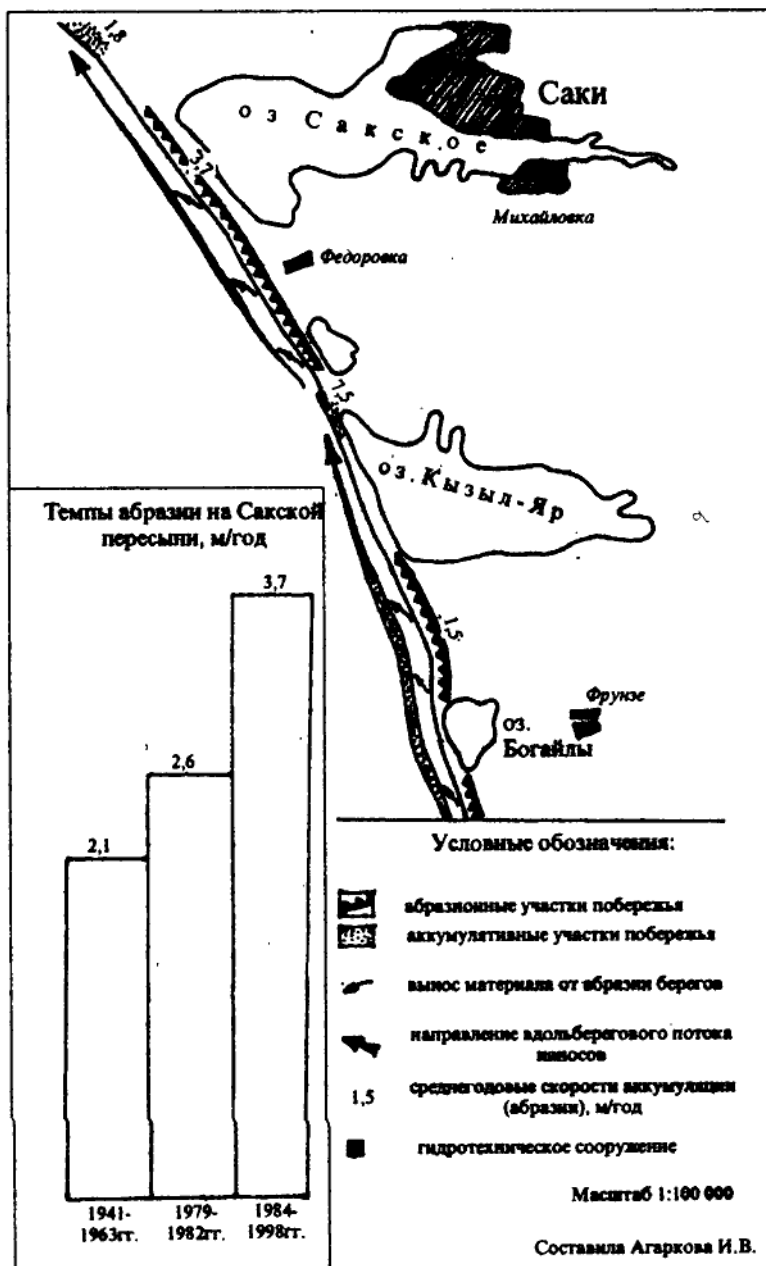 1,8
Саки
оз Сакское
3,7
Михайловка
Федоровка
1,5
оз. Кызыл-Яр
Темпы абразии на Сакской
пересыпи, м/год
3,7
1,5
Фрунзе
оз.
Богайлы
2,6
2,1
Условные обозначения:
абразионные участки побережья
аккумулятивные участки побережья
вынос материала от абразии берегов
направление вдольберегового потока
наносов
1,5
среднегодовые скорости аккумуляции
(абразии), м/год
гидротехническое сооружение
Масштаб 1:100 000
1941-
1963гг.
1979-
1982гг.
1984-
1998гг.
Составила Агаркова И.В.